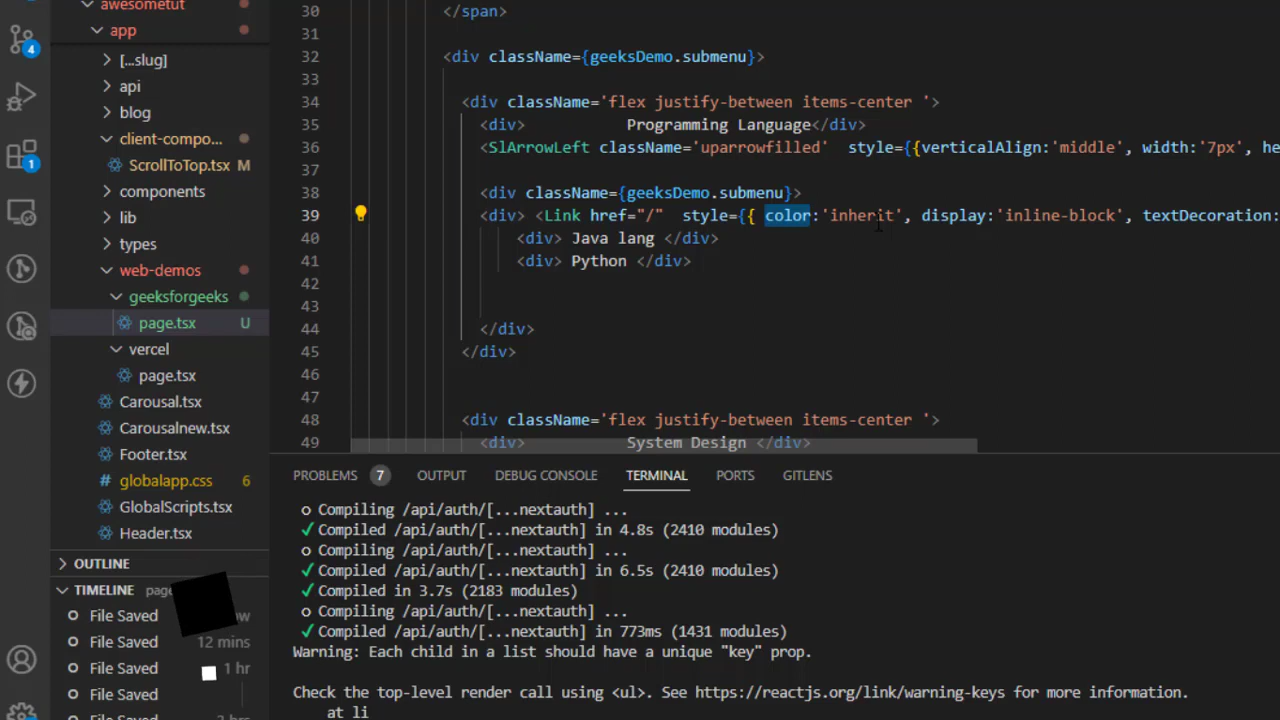 awesometut
app
[...slug]
api
blog
client-compo...
ScrollToTop.tsx M
components
lib
types
web-demos
geeksforgeeks
page.tsx U
vercel
page.tsx
Carousal.tsx
Carousalnew.tsx
Footer.tsx
globalapp.css 6
GlobalScripts.tsx
Header.tsx
OUTLINE
TIMELINE
File Saved
File Saved 12 mins
File Saved 1 hr
File Saved
4
1
30 </span>
31
32 <div className={geeksDemo.submenu}>
33
34 <div className='flex justify-between items-center '>
35 <div> Programming Language</div>
36 <SlArrowLeft className='uparrowfilled' style={{verticalAlign:'middle', width:'7px', he
37
38 <div className={geeksDemo.submenu}>
39 <div> <Link href="/" style={{ color:'inherit', display:'inline-block', textDecoration:
40 <div> Java lang </div>
41 <div> Python </div>
42
43
44 </div>
45 </div>
46
47
48 <div className='flex justify-between items-center '>
49 <div> System Design </div>
PROBLEMS 7 OUTPUT DEBUG CONSOLE TERMINAL PORTS GITLENS
○ Compiling /api/auth/[...nextauth] ...
✓ Compiled /api/auth/[...nextauth] in 4.8s (2410 modules)
○ Compiling /api/auth/[...nextauth] ...
✓ Compiled /api/auth/[...nextauth] in 6.5s (2410 modules)
✓ Compiled in 3.7s (2183 modules)
○ Compiling /api/auth/[...nextauth] ...
✓ Compiled /api/auth/[...nextauth] in 773ms (1431 modules)
Warning: Each child in a list should have a unique "key" prop.
Check the top-level render call using <ul>. See https://reactjs.org/link/warning-keys for more information.
at li